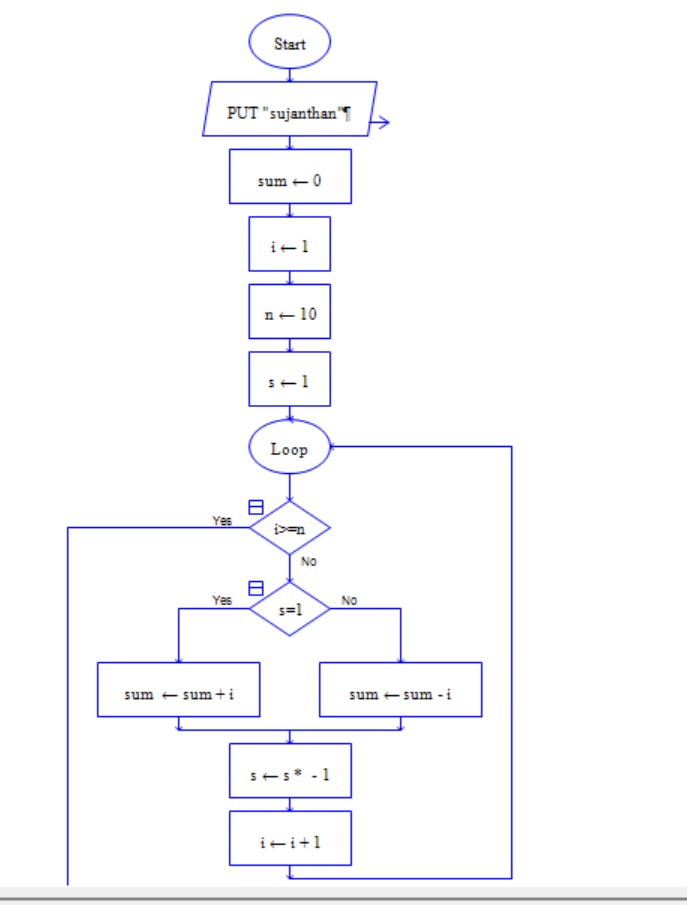 Start
PUT "sujanthan"¶
sum ← 0
i ← 1
n ← 10
s ← 1
Loop
Yes
i>=n
No
Yes
s=1
No
sum ← sum + i
sum ← sum - i
s ← s * - 1
i ← i + 1